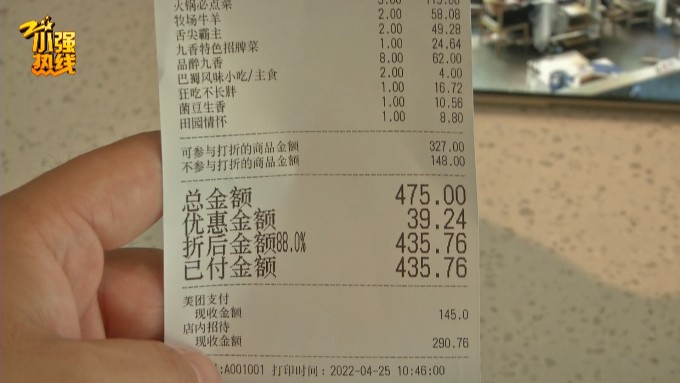 小强
热线
火锅必点菜 3.00 115.00
牧场牛羊 2.00 58.08
舌尖霸主 2.00 49.28
九香特色招牌菜 1.00 24.64
品醉九香 8.00 62.00
巴蜀风味小吃/主食 2.00 4.00
狂吃不长胖 1.00 16.72
菌豆生香 1.00 10.56
田园情怀 1.00 8.80
可参与打折的商品金额 327.00
不参与打折的商品金额 148.00
总金额 475.00
优惠金额 39.24
折后金额88.0% 435.76
已付金额 435.76
美团支付
现收金额 145.0
店内招待
现收金额 290.76
:A001001 打印时间：2022-04-25 10:46:00